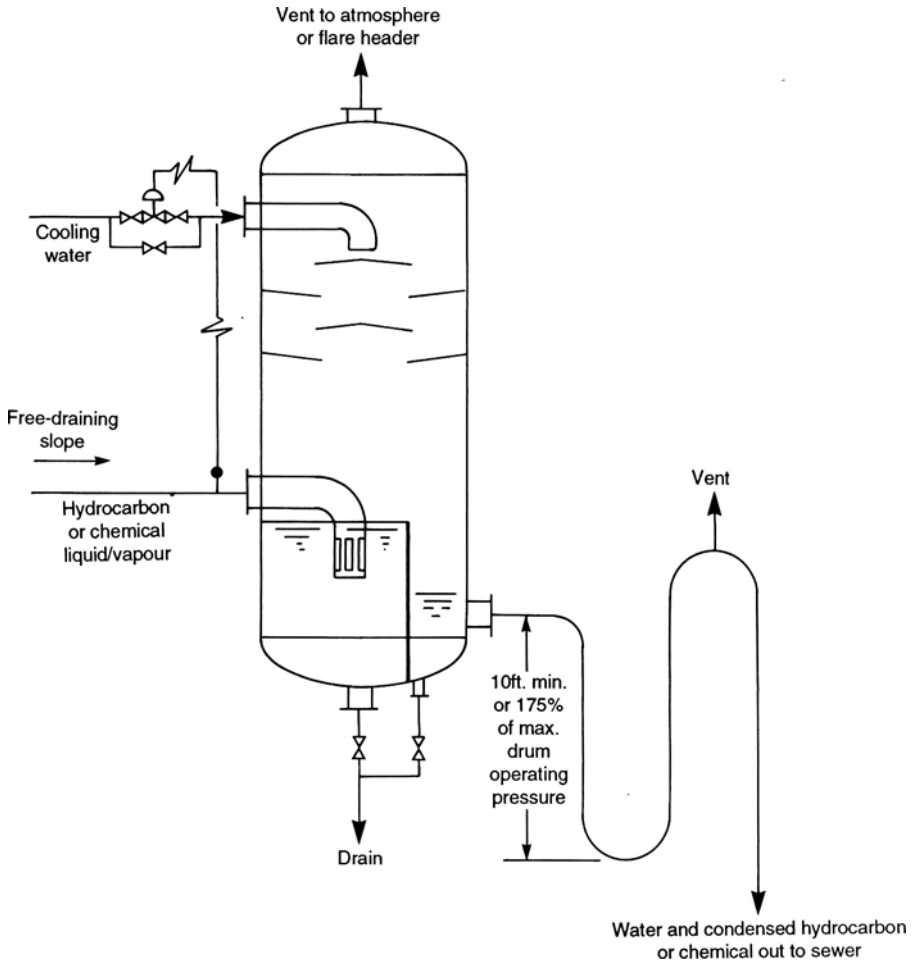 Vent to atmosphere
or flare header
Cooling
water
Free-draining
slope
Hydrocarbon
or chemical
liquid/vapour
Vent
10ft. min.
or 175%
of max.
drum
operating
pressure
Drain
Water and condensed hydrocarbon
or chemical out to sewer